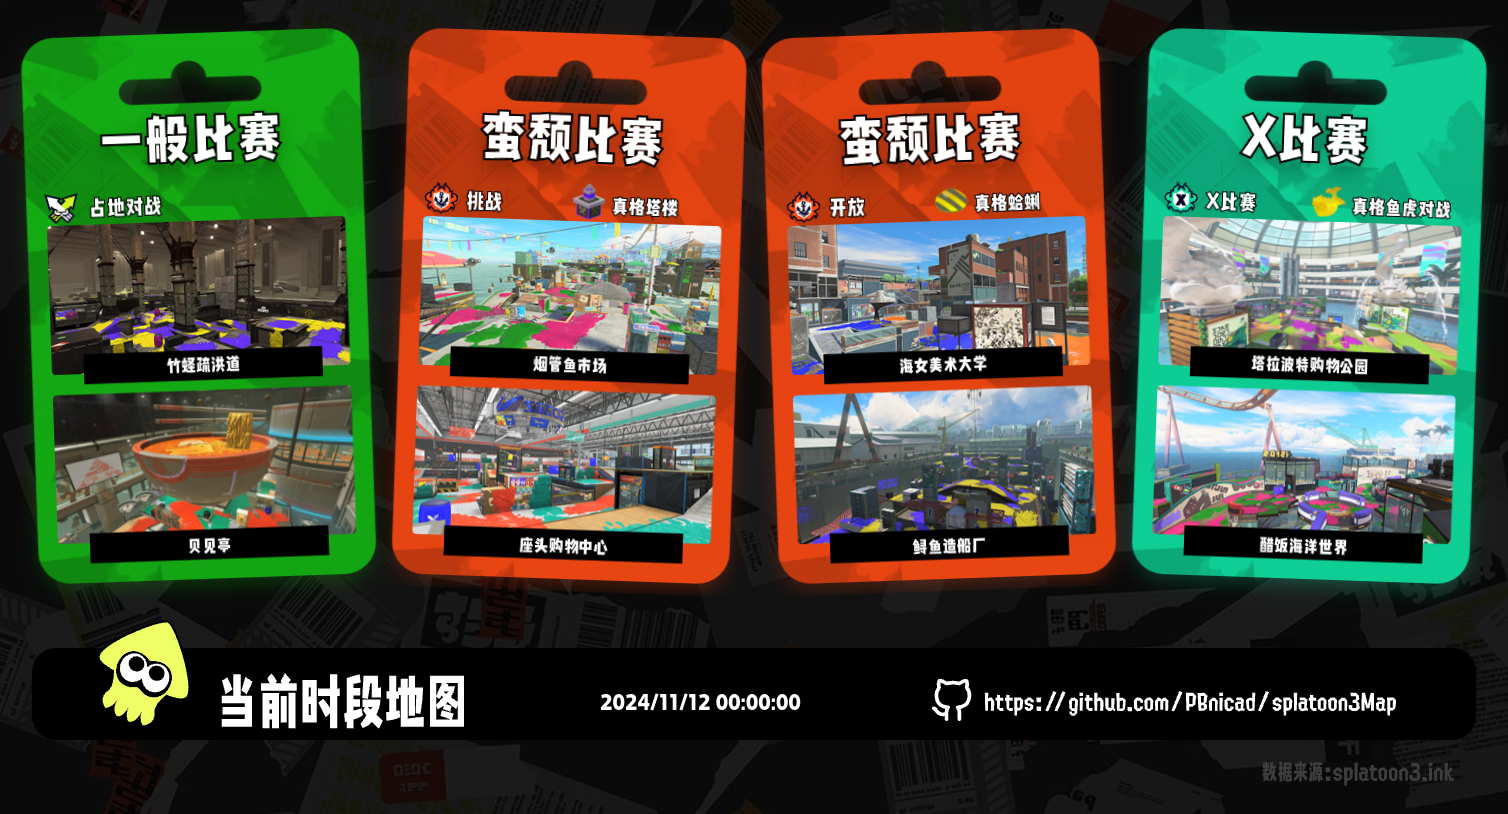 一般比赛
占地对战
竹蛏疏洪道
贝见亭
蛮颓比赛
挑战
真格塔楼
烟管鱼市场
座头购物中心
蛮颓比赛
开放
真格蛤蜊
海女美术大学
鲟鱼造船厂
X比赛
X比赛
真格鱼虎对战
塔拉波特购物公园
醋饭海洋世界
当前时段地图
2024/11/12 00:00:00
https://github.com/PBnicad/splatoon3Map
数据来源:splatoon3.ink